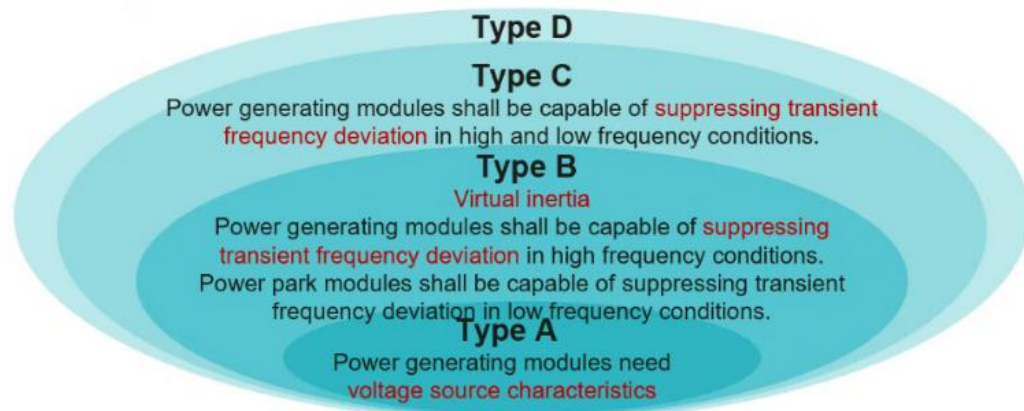 Type D
Type C
Power generating modules shall be capable of suppressing transient
frequency deviation in high and low frequency conditions.
Type B
Virtual inertia
Power generating modules shall be capable of suppressing
transient frequency deviation in high frequency conditions.
Power park modules shall be capable of suppressing transient
frequency deviation in low frequency conditions.
Type A
Power generating modules need
voltage source characteristics